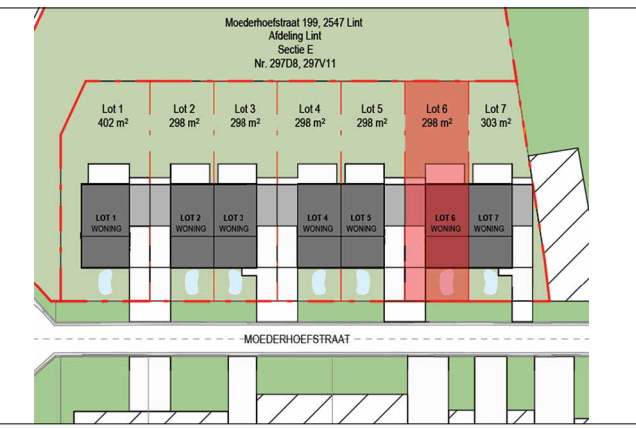 Moederhoefstraat 199, 2547 Lint
Afdeling Lint
Sectie E
Nr. 297D8, 297V11
Lot 1
402 m²
Lot 2
298 m²
Lot 3
298 m²
Lot 4
298 m²
Lot 5
298 m²
Lot 6
298 m²
Lot 7
303 m²
LOT 1
WONING
LOT 2
WONING
LOT 3
WONING
LOT 4
WONING
LOT 5
WONING
LOT 6
WONING
LOT 7
WONING
MOEDERHOEFSTRAAT